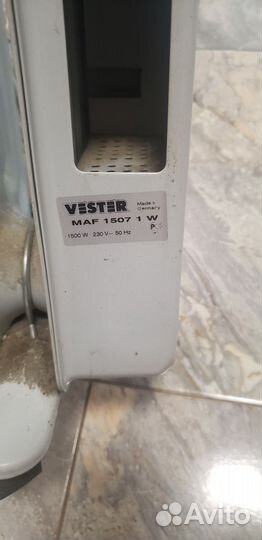 VESTER
Made in
Germany
MAF 1507 1 W
1500 W 230 V~ 50 Hz
Avito